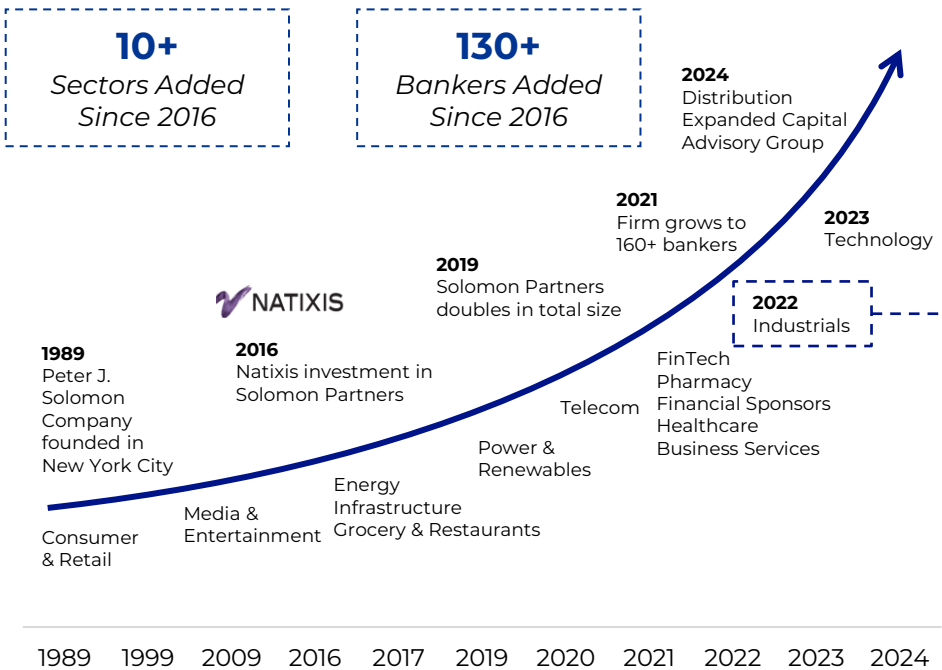 10+
Sectors Added
Since 2016
130+
Bankers Added
Since 2016
2024
Distribution
Expanded Capital
Advisory Group
2021
Firm grows to
160+ bankers
2023
Technology
2019
Solomon Partners
doubles in total size
NATIXIS
2022
Industrials
1989
Peter J.
Solomon
Company
founded in
New York City
2016
Natixis investment in
Solomon Partners
FinTech
Pharmacy
Financial Sponsors
Healthcare
Business Services
Telecom
Power &
Renewables
Energy
Infrastructure
Grocery & Restaurants
Media &
Entertainment
Consumer
& Retail
1989 1999 2009 2016 2017 2019 2020 2021 2022 2023 2024